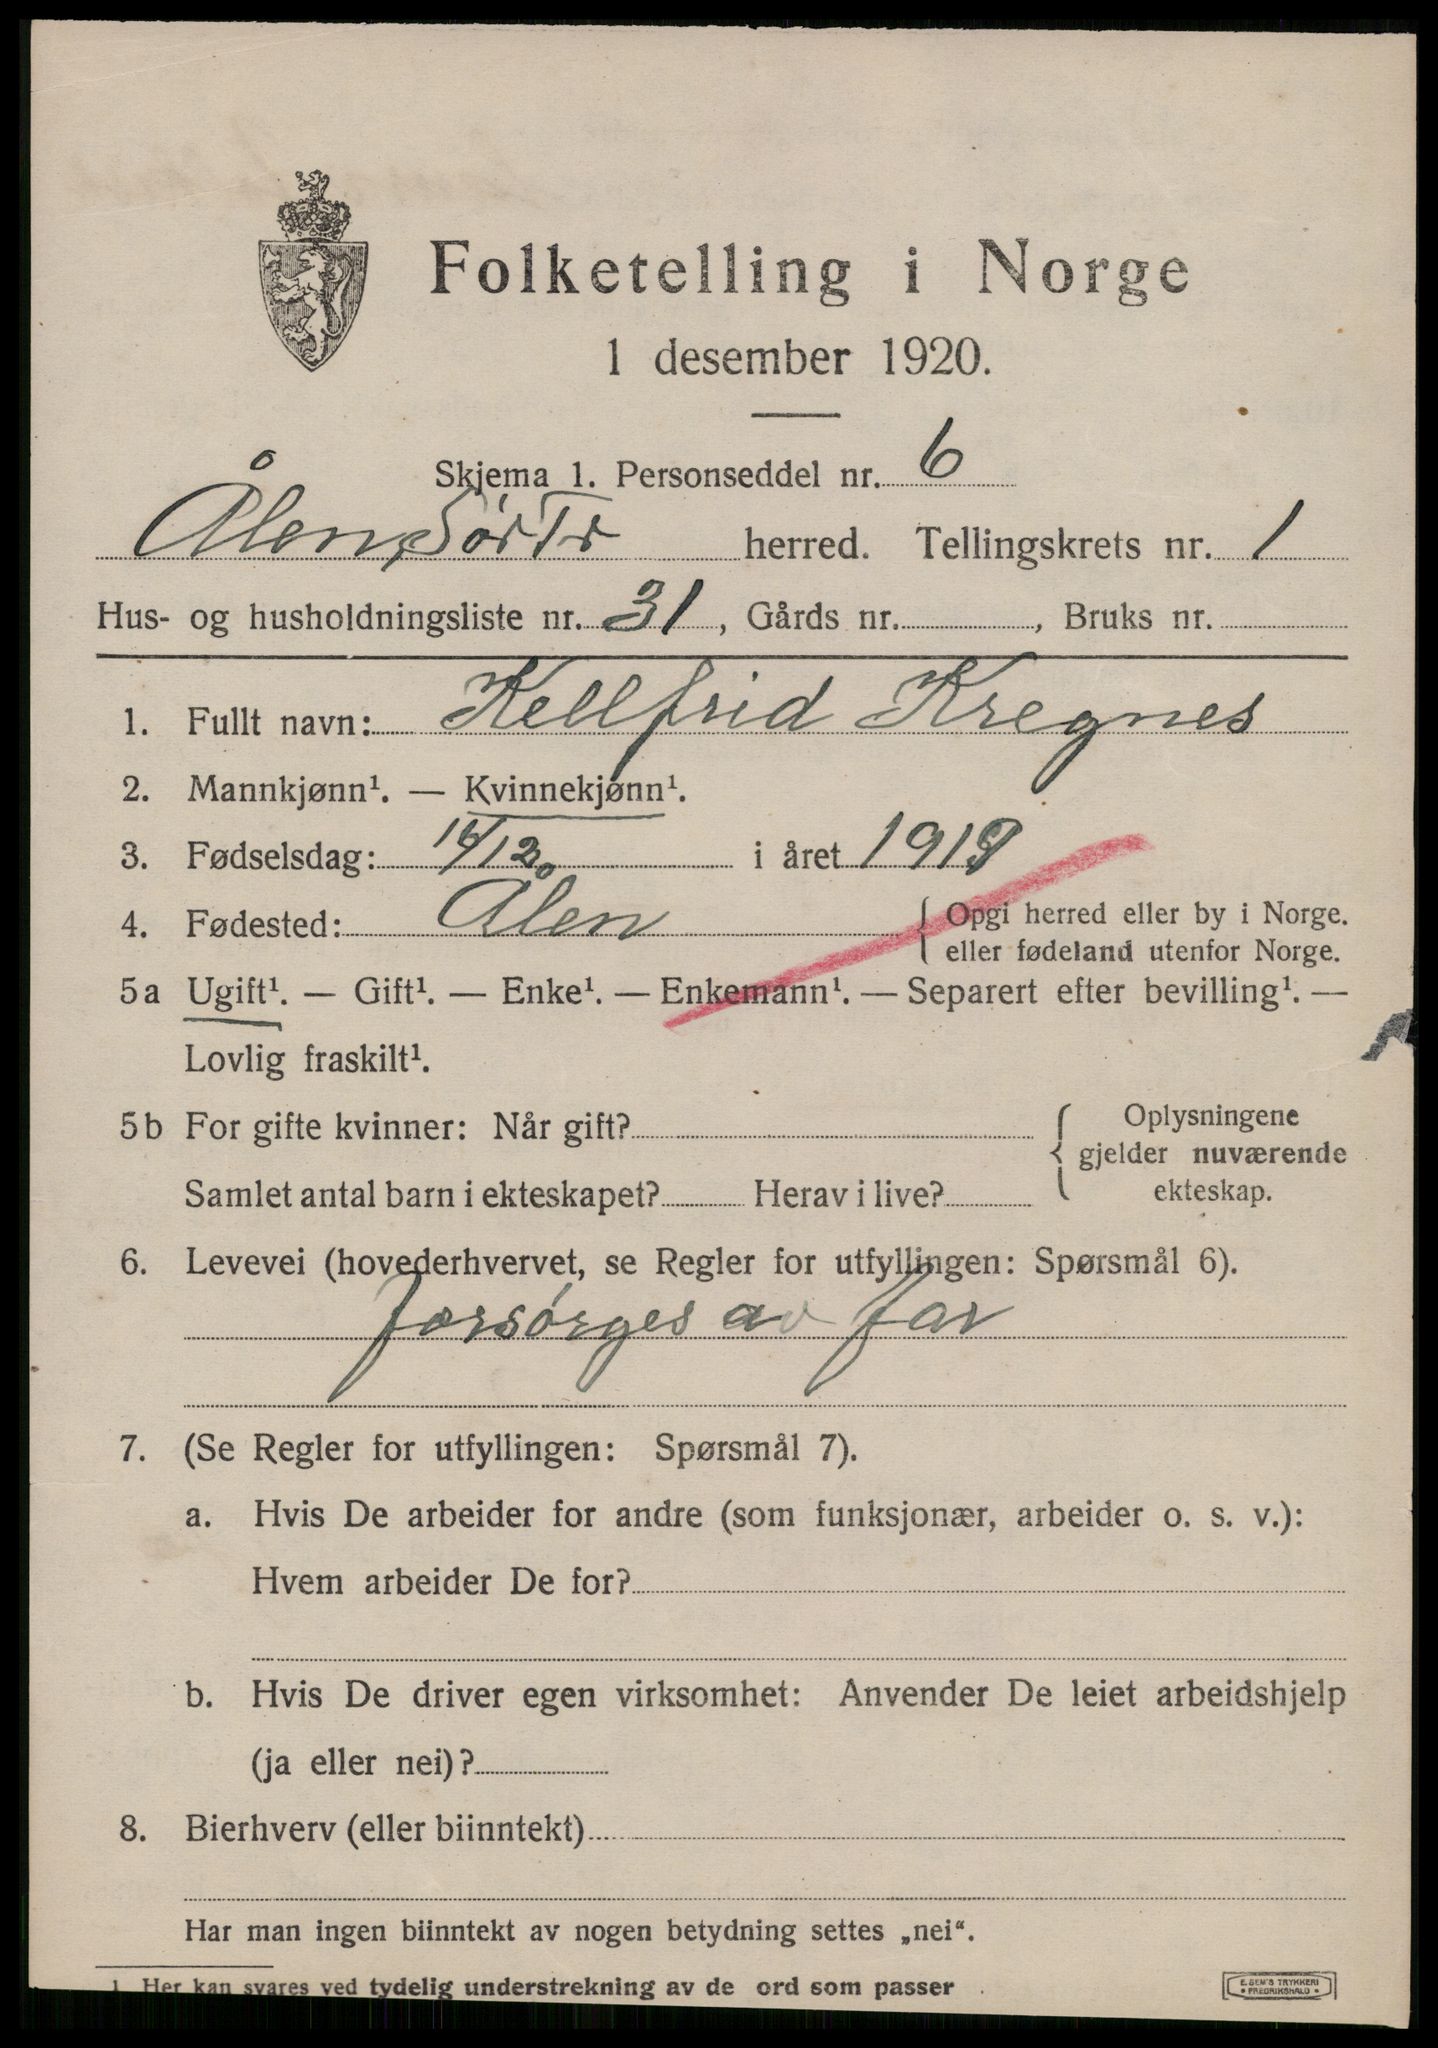 Folketelling i Norge
1 desember 1920.
Skjema 1. Personseddel nr. 6
Ålen, Sør Tr herred. Tellingskrets nr. 1
Hus- og husholdningsliste nr. 31, Gårds nr. , Bruks nr.
1. Fullt navn: Kellfrid Kregnes
2. Mannkjønn¹. — Kvinnekjønn¹.
3. Fødselsdag: /12 i året
4. Fødested: Ålen { Opgi herred eller by i Norge.
eller fødeland utenfor Norge.
5a Ugift¹. — Gift¹. — Enke¹. — Enkemann¹. — Separert efter bevilling¹. —
Lovlig fraskilt¹.
5b For gifte kvinner: Når gift? { Oplysningene
gjelder nuværende
Samlet antal barn i ekteskapet? Herav i live? ekteskap.
6. Levevei (hovederhvervet, se Regler for utfyllingen: Spørsmål 6).
forsørges av far
7. (Se Regler for utfyllingen: Spørsmål 7).
a. Hvis De arbeider for andre (som funksjonær, arbeider o. s. v.):
Hvem arbeider De for?
b. Hvis De driver egen virksomhet: Anvender De leiet arbeidshjelp
(ja eller nei)?
8. Bierhverv (eller biinntekt)
Har man ingen biinntekt av nogen betydning settes „nei“.
1 Her kan svares ved tydelig understrekning av de ord som passer
E. SEM'S TRYKKERI
FREDRIKSHALD